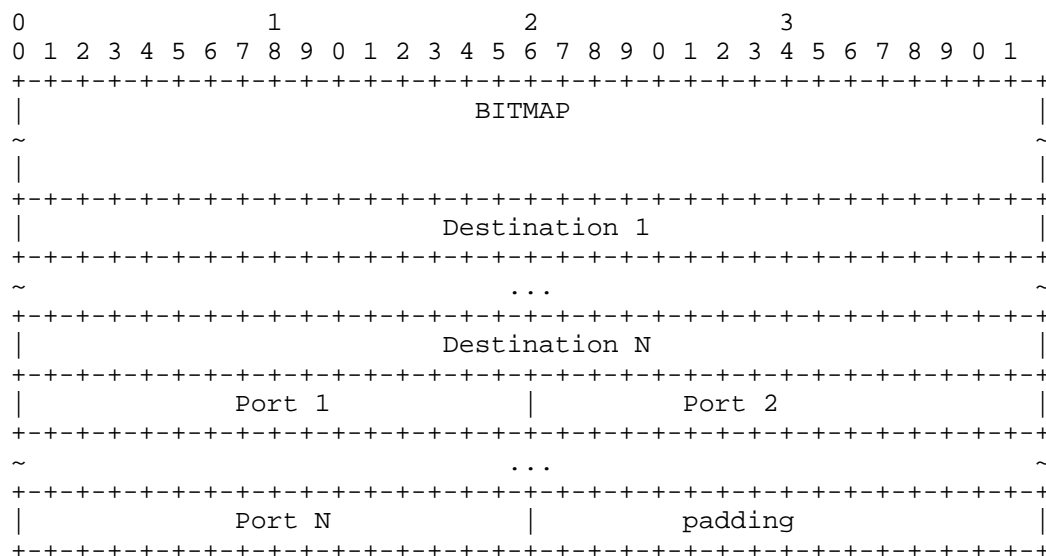 0                   1                   2                   3
0 1 2 3 4 5 6 7 8 9 0 1 2 3 4 5 6 7 8 9 0 1 2 3 4 5 6 7 8 9 0 1
+-+-+-+-+-+-+-+-+-+-+-+-+-+-+-+-+-+-+-+-+-+-+-+-+-+-+-+-+-+-+-+-+
|                            BITMAP                             |
~                                                               ~
|                                                               |
+-+-+-+-+-+-+-+-+-+-+-+-+-+-+-+-+-+-+-+-+-+-+-+-+-+-+-+-+-+-+-+-+
|                          Destination 1                        |
+-+-+-+-+-+-+-+-+-+-+-+-+-+-+-+-+-+-+-+-+-+-+-+-+-+-+-+-+-+-+-+-+
~                              ...                              ~
+-+-+-+-+-+-+-+-+-+-+-+-+-+-+-+-+-+-+-+-+-+-+-+-+-+-+-+-+-+-+-+-+
|                          Destination N                        |
+-+-+-+-+-+-+-+-+-+-+-+-+-+-+-+-+-+-+-+-+-+-+-+-+-+-+-+-+-+-+-+-+
|             Port 1            |         Port 2                |
+-+-+-+-+-+-+-+-+-+-+-+-+-+-+-+-+-+-+-+-+-+-+-+-+-+-+-+-+-+-+-+-+
~                              ...                              ~
+-+-+-+-+-+-+-+-+-+-+-+-+-+-+-+-+-+-+-+-+-+-+-+-+-+-+-+-+-+-+-+-+
|             Port N            |         padding               |
+-+-+-+-+-+-+-+-+-+-+-+-+-+-+-+-+-+-+-+-+-+-+-+-+-+-+-+-+-+-+-+-+